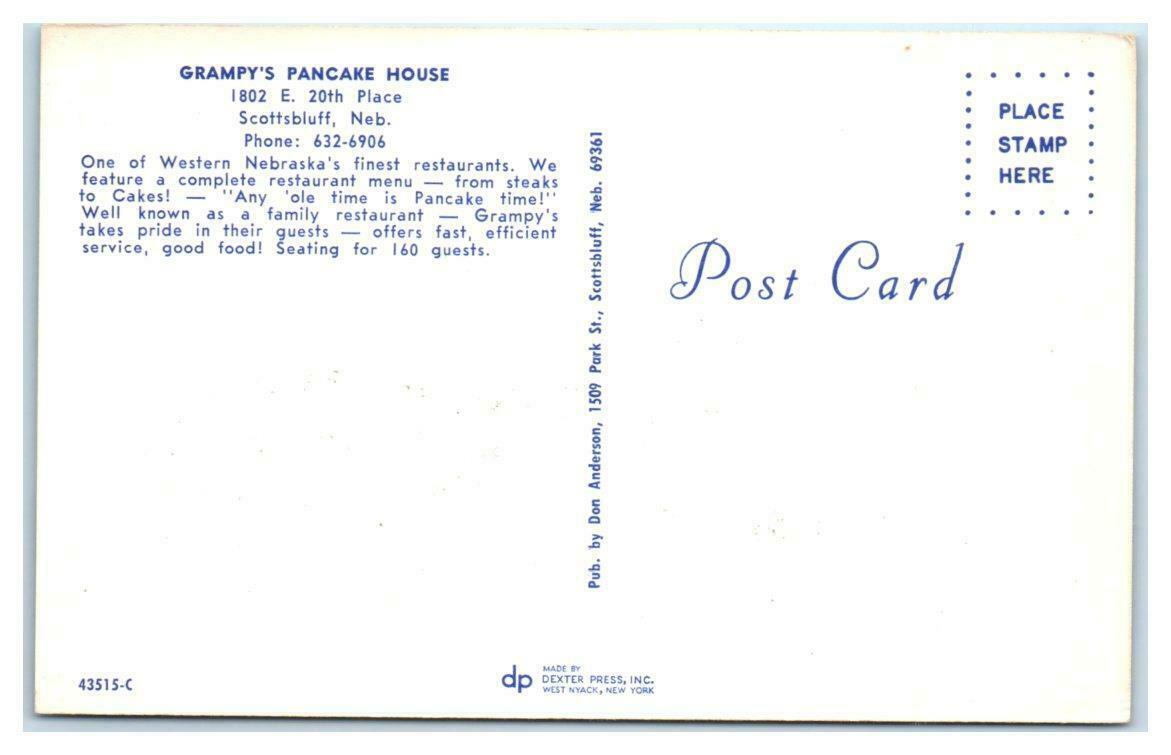 GRAMPY'S PANCAKE HOUSE
1802 E. 20th Place
Scottsbluff, Neb.
Phone: 632-6906
One of Western Nebraska's finest restaurants. We
feature a complete restaurant menu — from steaks
to Cakes! — "Any 'ole time is Pancake time!"
Well known as a family restaurant — Grampy's
takes pride in their guests — offers fast, efficient
service, good food! Seating for 160 guests.
43515-C
Pub. by Don Anderson, 1509 Park St., Scottsbluff, Neb. 69361
dp
MADE BY
DEXTER PRESS, INC.
WEST NYACK, NEW YORK
PLACE
STAMP
HERE
Post Card